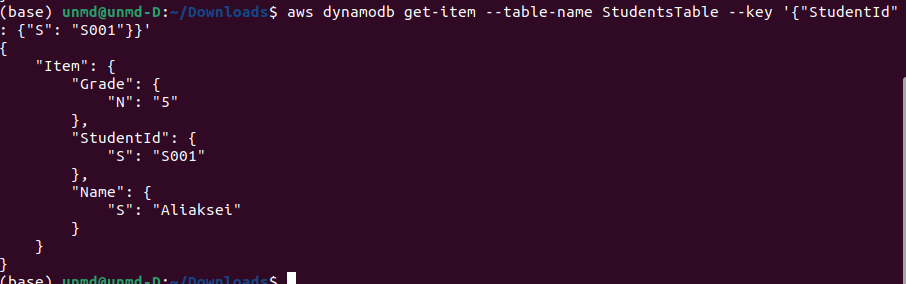 (base) unmd@unmd-D:~/Downloads$ aws dynamodb get-item --table-name StudentsTable --key '{"StudentId"
: {"S": "S001"}}'
{
    "Item": {
        "Grade": {
            "N": "5"
        },
        "StudentId": {
            "S": "S001"
        },
        "Name": {
            "S": "Aliaksei"
        }
    }
}
(base) unmd@unmd-D:~/Downloads$